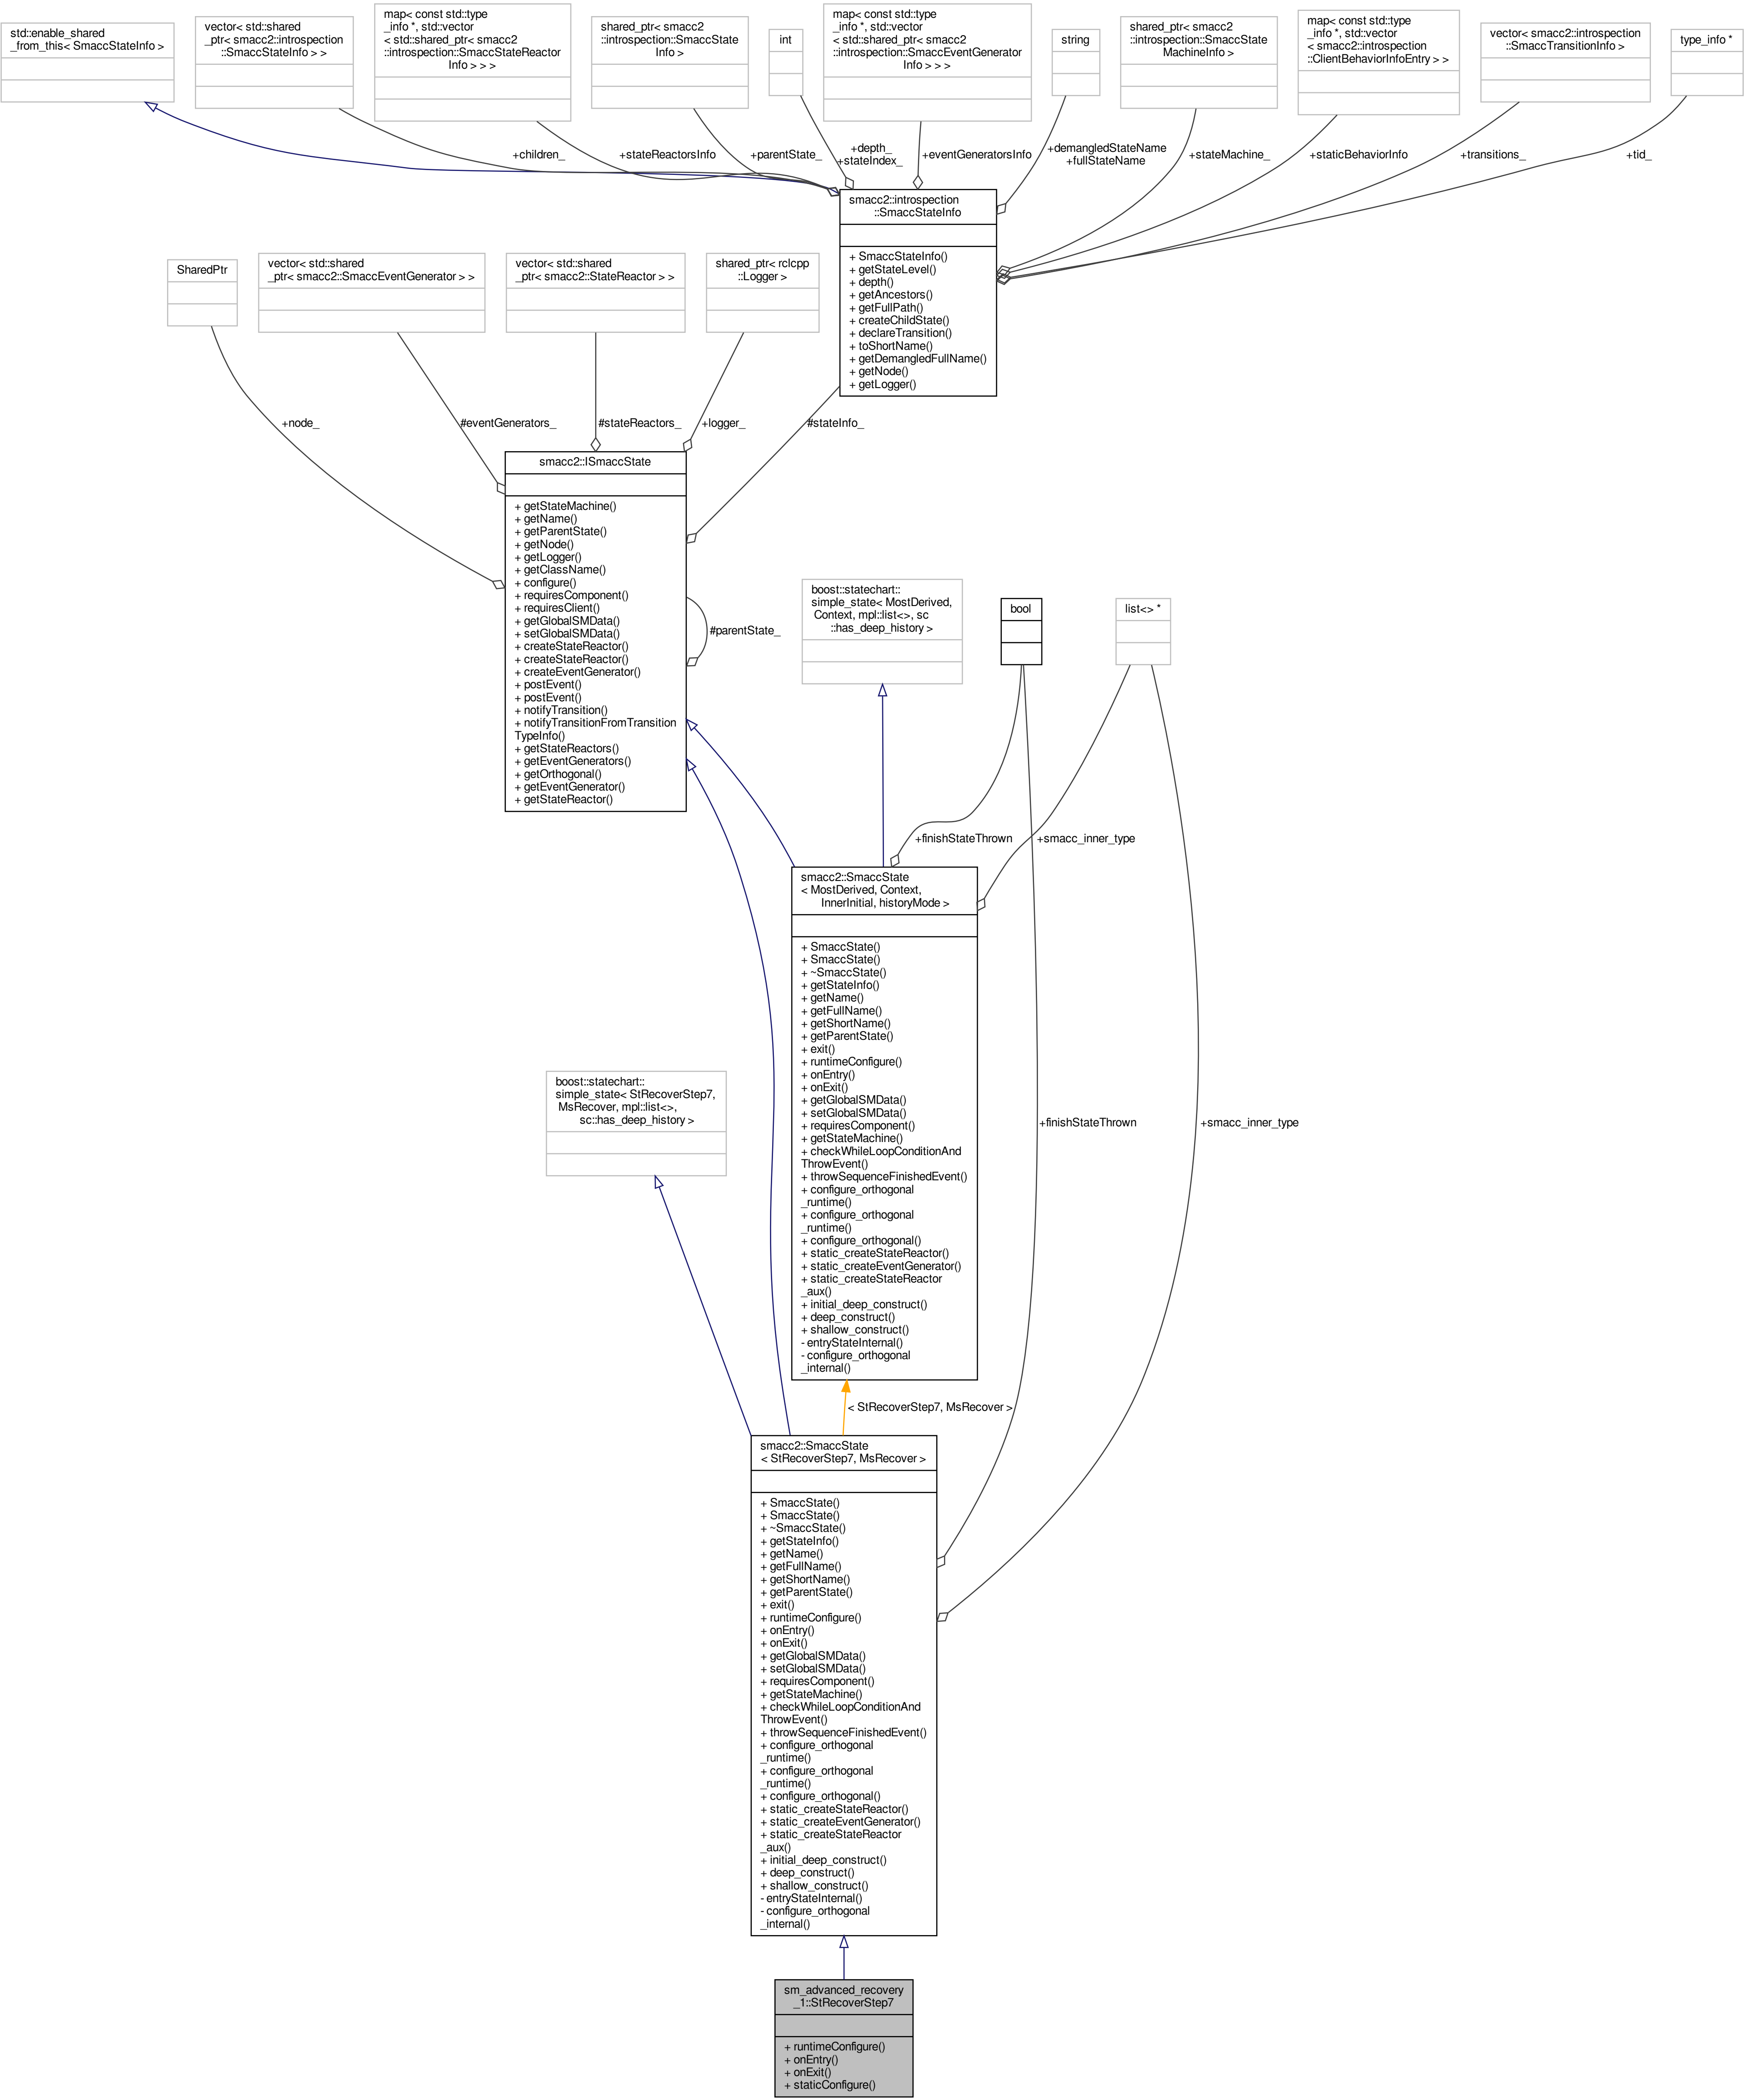 std::enable_shared
_from_this< SmaccStateInfo >
vector< std::shared
_ptr< smacc2::introspection
::SmaccStateInfo > >
map< const std::type
_info *, std::vector
< std::shared_ptr< smacc2
::introspection::SmaccStateReactor
Info > > >
shared_ptr< smacc2
::introspection::SmaccState
Info >
int
map< const std::type
_info *, std::vector
< std::shared_ptr< smacc2
::introspection::SmaccEventGenerator
Info > > >
string
shared_ptr< smacc2
::introspection::SmaccState
MachineInfo >
map< const std::type
_info *, std::vector
< smacc2::introspection
::ClientBehaviorInfoEntry > >
vector< smacc2::introspection
::SmaccTransitionInfo >
type_info *
+children_
+stateReactorsInfo
+parentState_
+depth_
+stateIndex_
+eventGeneratorsInfo
+demangledStateName
+fullStateName
+stateMachine_
+staticBehaviorInfo
+transitions_
+tid_
smacc2::introspection
::SmaccStateInfo
+ SmaccStateInfo()
+ getStateLevel()
+ depth()
+ getAncestors()
+ getFullPath()
+ createChildState()
+ declareTransition()
+ toShortName()
+ getDemangledFullName()
+ getNode()
+ getLogger()
SharedPtr
vector< std::shared
_ptr< smacc2::SmaccEventGenerator > >
vector< std::shared
_ptr< smacc2::StateReactor > >
shared_ptr< rclcpp
::Logger >
+node_
#eventGenerators_
#stateReactors_
+logger_
#stateInfo_
smacc2::ISmaccState
+ getStateMachine()
+ getName()
+ getParentState()
+ getNode()
+ getLogger()
+ getClassName()
+ configure()
+ requiresComponent()
+ requiresClient()
+ getGlobalSMData()
+ setGlobalSMData()
+ createStateReactor()
+ createStateReactor()
+ createEventGenerator()
+ postEvent()
+ postEvent()
+ notifyTransition()
+ notifyTransitionFromTransition
TypeInfo()
+ getStateReactors()
+ getEventGenerators()
+ getOrthogonal()
+ getEventGenerator()
+ getStateReactor()
#parentState_
boost::statechart::
simple_state< MostDerived,
Context, mpl::list<>, sc
::has_deep_history >
bool
list<> *
+finishStateThrown
+smacc_inner_type
smacc2::SmaccState
< MostDerived, Context,
InnerInitial, historyMode >
+ SmaccState()
+ SmaccState()
+ ~SmaccState()
+ getStateInfo()
+ getName()
+ getFullName()
+ getShortName()
+ getParentState()
+ exit()
+ runtimeConfigure()
+ onEntry()
+ onExit()
+ getGlobalSMData()
+ setGlobalSMData()
+ requiresComponent()
+ getStateMachine()
+ checkWhileLoopConditionAnd
ThrowEvent()
+ throwSequenceFinishedEvent()
+ configure_orthogonal
_runtime()
+ configure_orthogonal
_runtime()
+ configure_orthogonal()
+ static_createStateReactor()
+ static_createEventGenerator()
+ static_createStateReactor
_aux()
+ initial_deep_construct()
+ deep_construct()
+ shallow_construct()
- entryStateInternal()
- configure_orthogonal
_internal()
boost::statechart::
simple_state< StRecoverStep7,
MsRecover, mpl::list<>,
sc::has_deep_history >
+finishStateThrown
+smacc_inner_type
< StRecoverStep7, MsRecover >
smacc2::SmaccState
< StRecoverStep7, MsRecover >
+ SmaccState()
+ SmaccState()
+ ~SmaccState()
+ getStateInfo()
+ getName()
+ getFullName()
+ getShortName()
+ getParentState()
+ exit()
+ runtimeConfigure()
+ onEntry()
+ onExit()
+ getGlobalSMData()
+ setGlobalSMData()
+ requiresComponent()
+ getStateMachine()
+ checkWhileLoopConditionAnd
ThrowEvent()
+ throwSequenceFinishedEvent()
+ configure_orthogonal
_runtime()
+ configure_orthogonal
_runtime()
+ configure_orthogonal()
+ static_createStateReactor()
+ static_createEventGenerator()
+ static_createStateReactor
_aux()
+ initial_deep_construct()
+ deep_construct()
+ shallow_construct()
- entryStateInternal()
- configure_orthogonal
_internal()
sm_advanced_recovery
_1::StRecoverStep7
+ runtimeConfigure()
+ onEntry()
+ onExit()
+ staticConfigure()